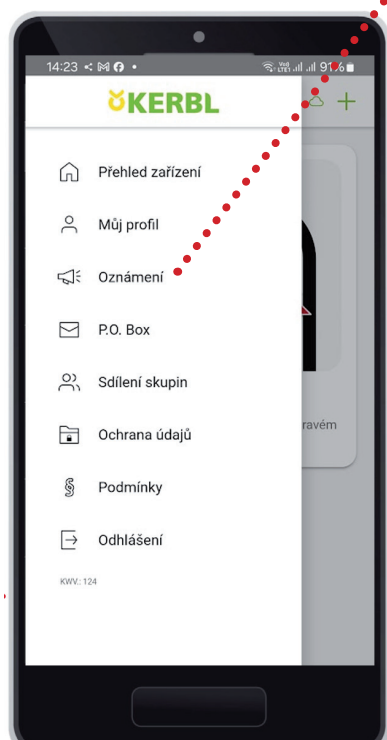 14:23
91%
KERBL
Přehled zařízení
Můj profil
Oznámení
P.O. Box
Sdílení skupin
ravém
Ochrana údajů
Podmínky
Odhlášení
KWV.: 124